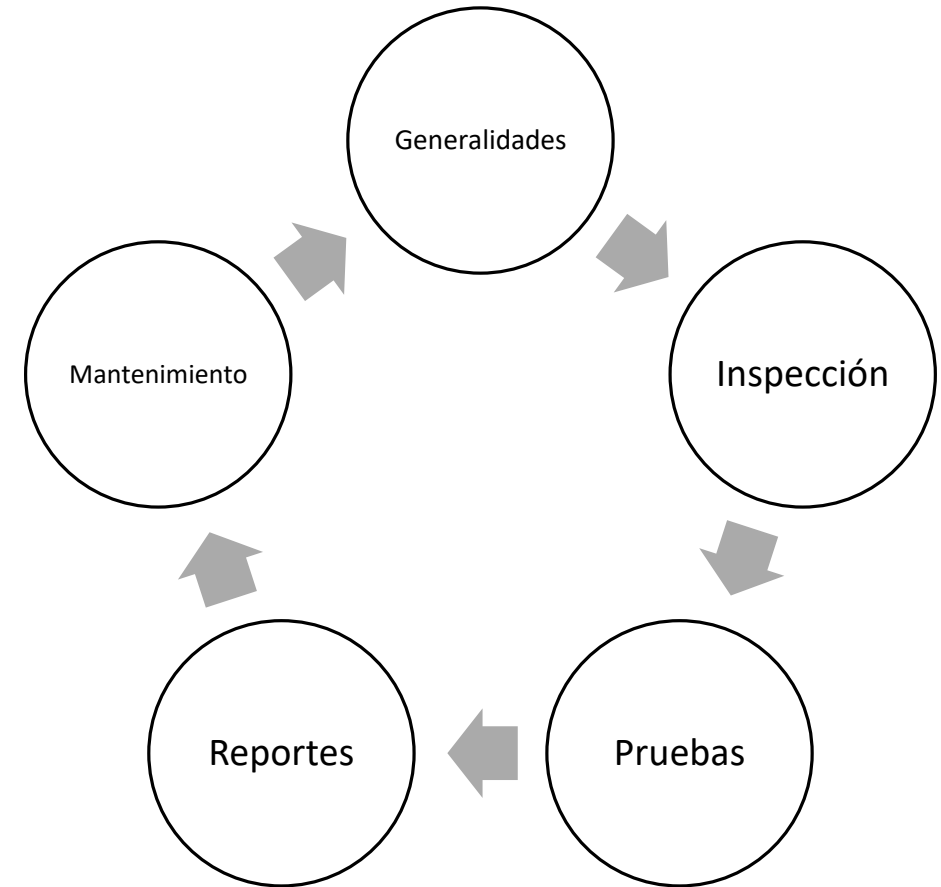 Generalidades
Inspección
Pruebas
Reportes
Mantenimiento